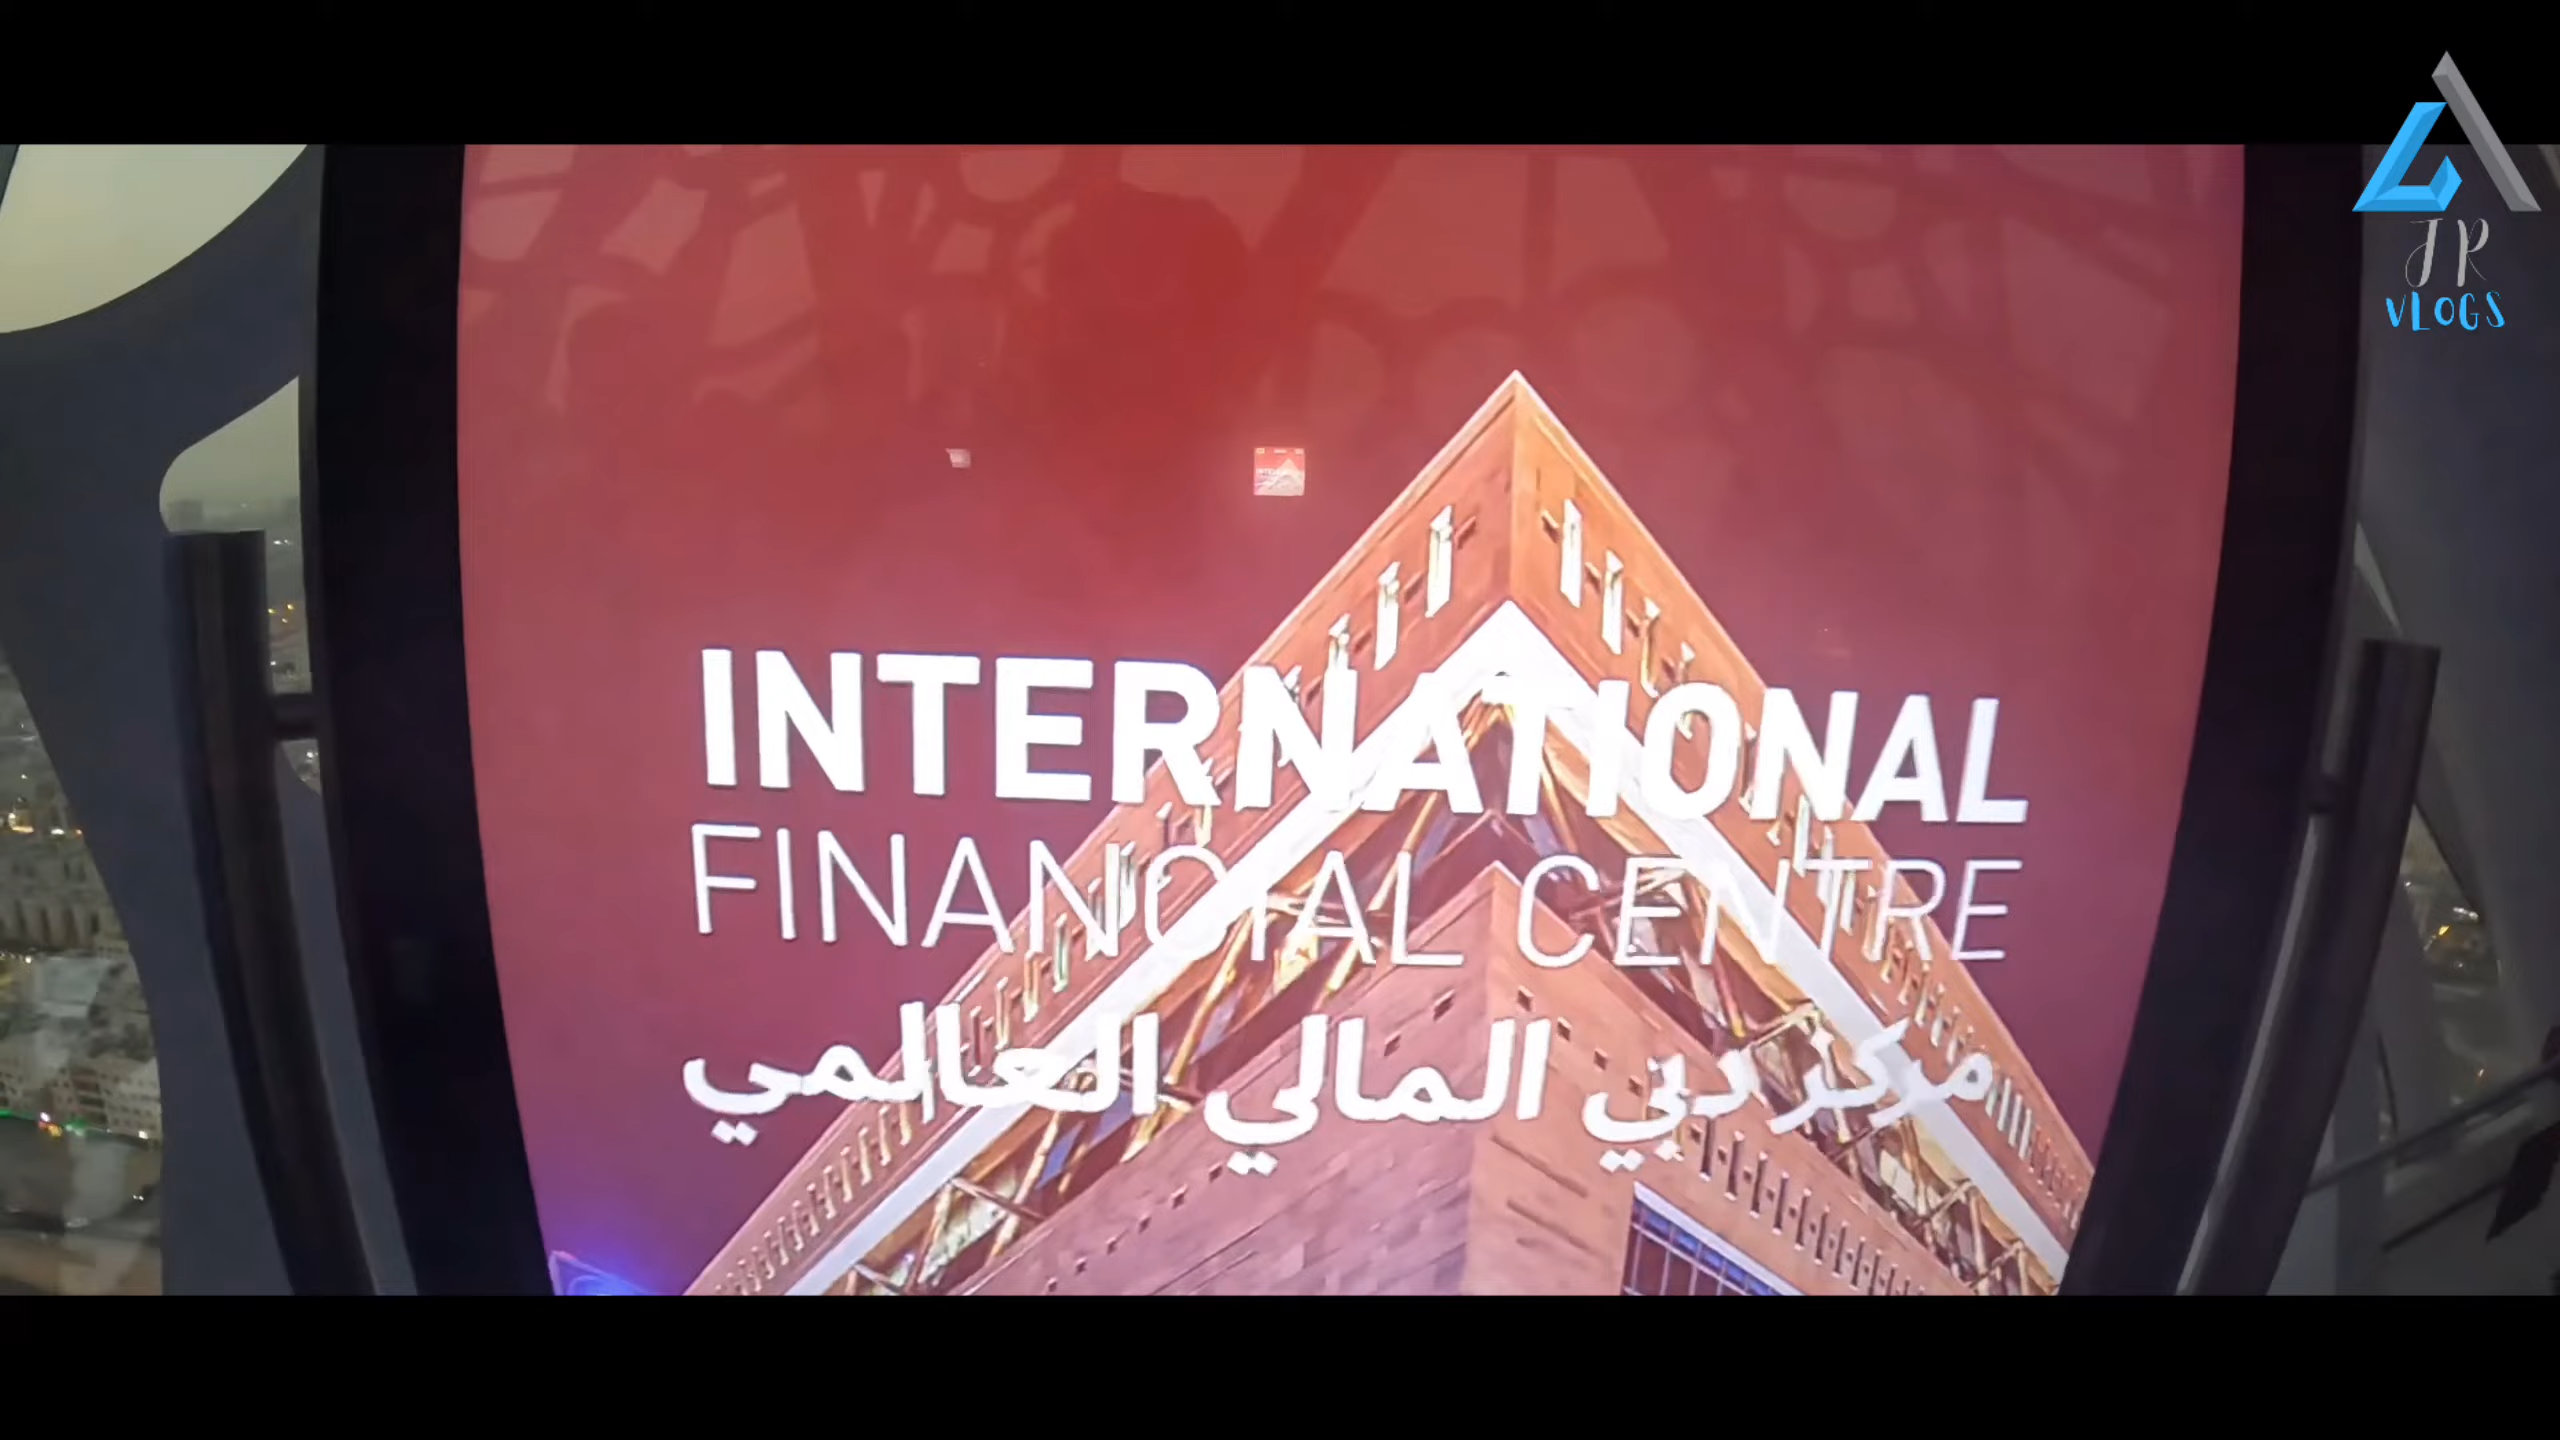 INTERNATIONAL
FINANCIAL CENTRE
مركز دبي المالي العالمي
JR
VLOGS